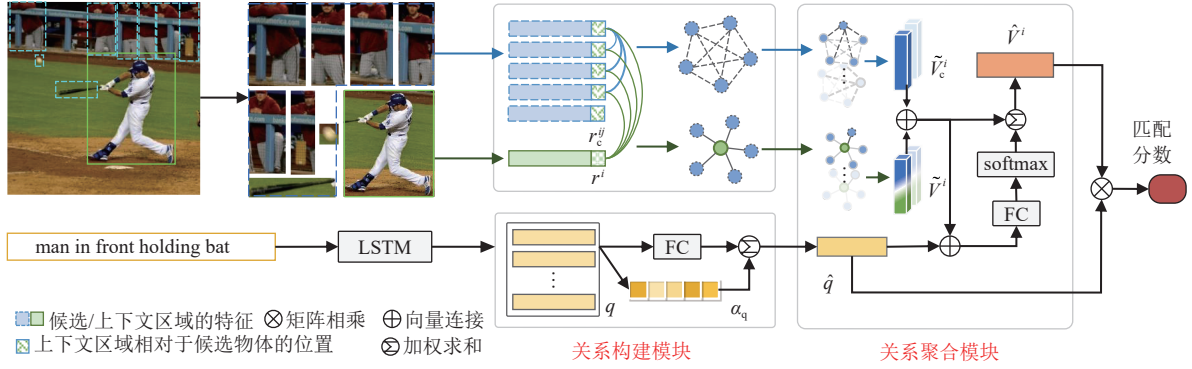 r_c^{ij}
r^i
Ṽ_c^i
V̂^i
Ṽ^i
softmax
FC
匹配
分数
man in front holding bat
LSTM
q
FC
α_q
q̂
候选/上下文区域的特征
矩阵相乘
向量连接
上下文区域相对于候选物体的位置
加权求和
关系构建模块
关系聚合模块